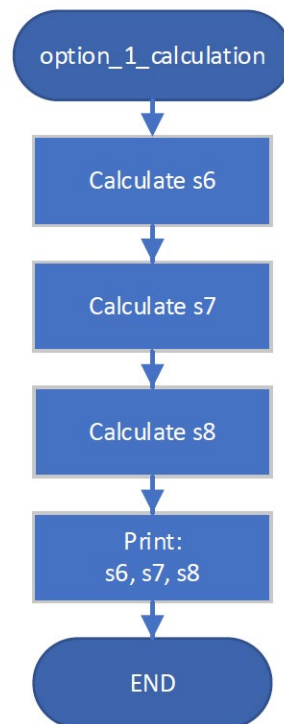 option_1_calculation
Calculate s6
Calculate s7
Calculate s8
Print:
s6, s7, s8
END